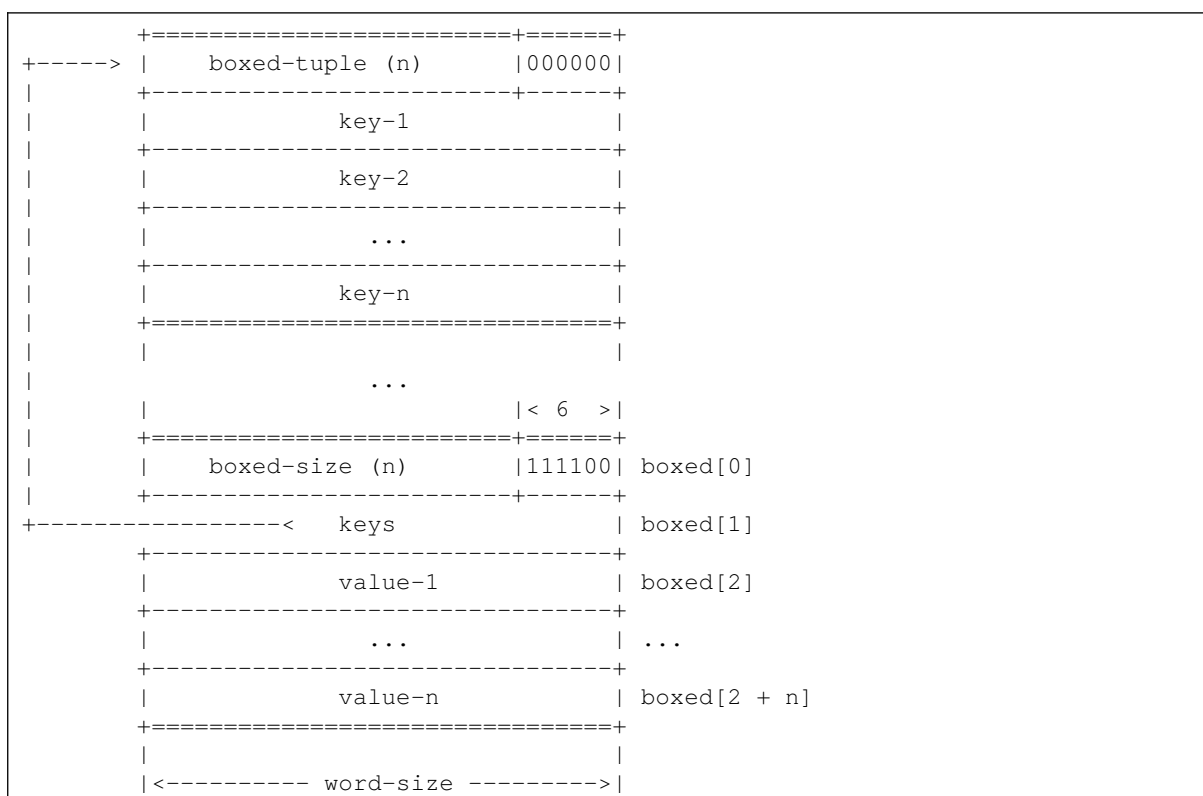 +=========================+======+
+-----> |    boxed-tuple (n)      |000000|
|       +-------------------------+------+
|       |             key-1              |
|       +--------------------------------+
|       |             key-2              |
|       +--------------------------------+
|       |               ...              |
|       +--------------------------------+
|       |             key-n              |
|       +================================+
|       |                                |
|                       ...
|       |                         |< 6  >|
|       +=========================+======+
|       |    boxed-size (n)       |111100| boxed[0]
|       +-------------------------+------+
+-----------------<   keys               | boxed[1]
+--------------------------------+
|             value-1            | boxed[2]
+--------------------------------+
|               ...              | ...
+--------------------------------+
|             value-n            | boxed[2 + n]
+================================+
|                                |
|<---------- word-size --------->|